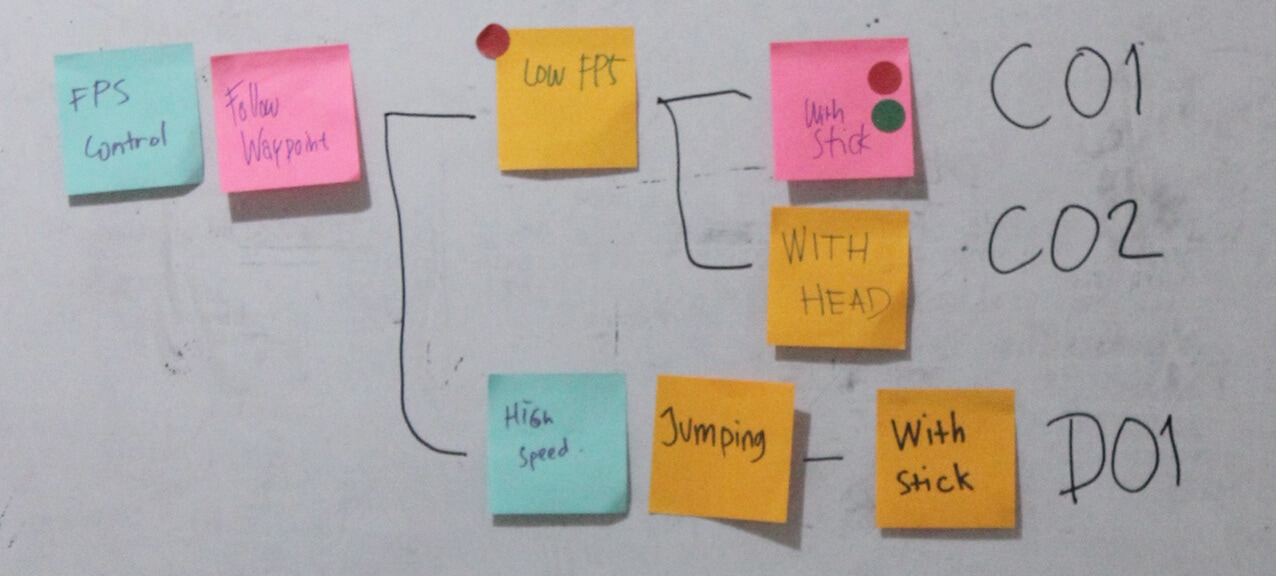 FPS
Control
Follow
Waypoint
LOW FPS
With
Stick
CO1
WITH
HEAD
CO2
HIGh
Speed.
Jumping
With
Stick
DO1